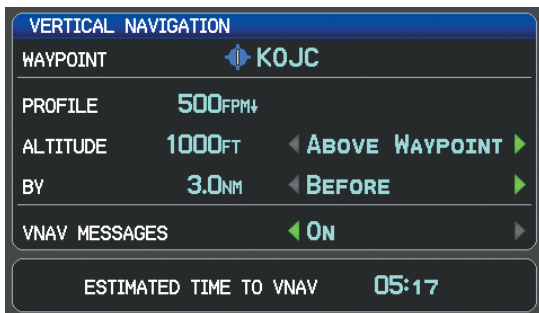 VERTICAL NAVIGATION
WAYPOINT KOJC
PROFILE 500FPM↓
ALTITUDE 1000FT ABOVE WAYPOINT
BY 3.0NM BEFORE
VNAV MESSAGES ON
ESTIMATED TIME TO VNAV 05:17